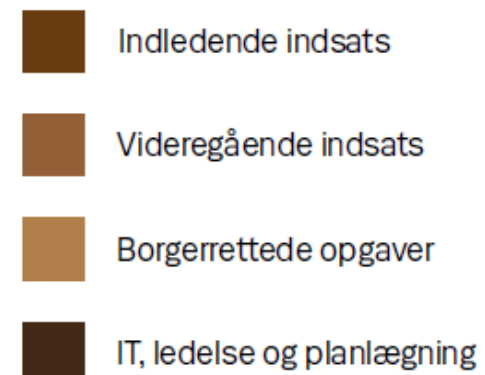 Indledende indsats
Videregående indsats
Borgerrettede opgaver
IT, ledelse og planlægning